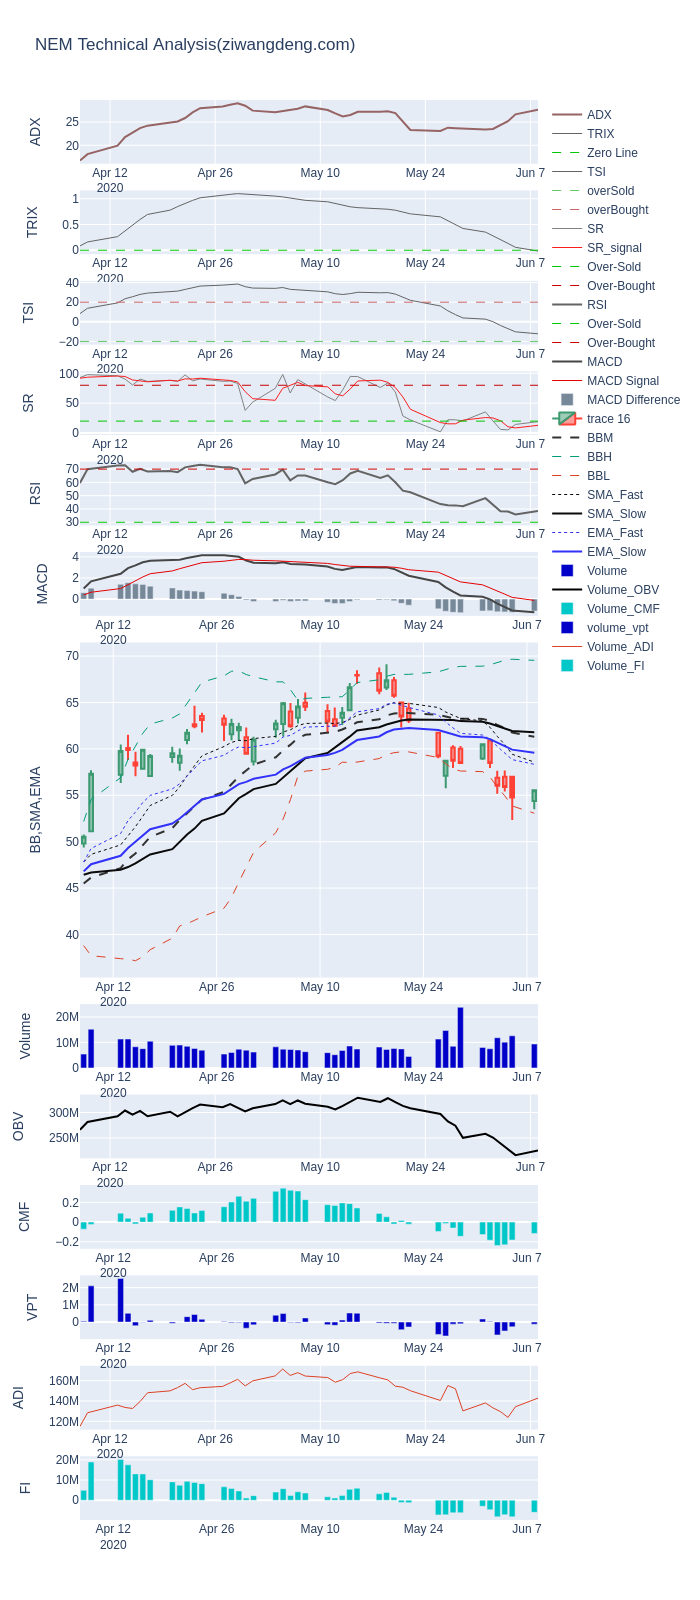 NEM Technical Analysis(ziwangdeng.com)
ADX
25
20
Apr 12
2020
Apr 26
May 10
May 24
Jun 7
TRIX
1
0.5
0
Apr 12
2020
Apr 26
May 10
May 24
Jun 7
TSI
40
20
0
−20
Apr 12
2020
Apr 26
May 10
May 24
Jun 7
SR
100
50
0
Apr 12
2020
Apr 26
May 10
May 24
Jun 7
RSI
70
60
50
40
30
Apr 12
2020
Apr 26
May 10
May 24
Jun 7
MACD
4
2
0
Apr 12
2020
Apr 26
May 10
May 24
Jun 7
BB,SMA,EMA
70
65
60
55
50
45
40
Apr 12
2020
Apr 26
May 10
May 24
Jun 7
Volume
20M
10M
0
Apr 12
2020
Apr 26
May 10
May 24
Jun 7
OBV
300M
250M
Apr 12
2020
Apr 26
May 10
May 24
Jun 7
CMF
0.2
0
−0.2
Apr 12
2020
Apr 26
May 10
May 24
Jun 7
VPT
2M
1M
0
Apr 12
2020
Apr 26
May 10
May 24
Jun 7
ADI
160M
140M
120M
Apr 12
2020
Apr 26
May 10
May 24
Jun 7
FI
20M
10M
0
Apr 12
2020
Apr 26
May 10
May 24
Jun 7
ADX
TRIX
Zero Line
TSI
overSold
overBought
SR
SR_signal
Over-Sold
Over-Bought
RSI
Over-Sold
Over-Bought
MACD
MACD Signal
MACD Difference
trace 16
BBM
BBH
BBL
SMA_Fast
SMA_Slow
EMA_Fast
EMA_Slow
Volume
Volume_OBV
Volume_CMF
volume_vpt
Volume_ADI
Volume_FI